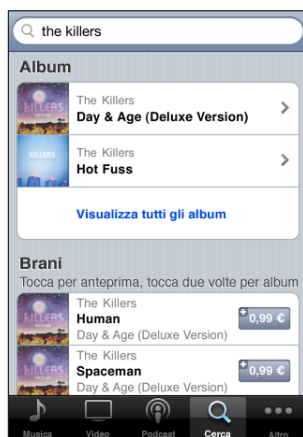 the killers
Album
The Killers
Day & Age (Deluxe Version)
The Killers
Hot Fuss
Visualizza tutti gli album
Brani
Tocca per anteprima, tocca due volte per album
The Killers
Human
Day & Age (Deluxe Version)
0,99 €
The Killers
Spaceman
Day & Age (Deluxe Version)
0,99 €
Musica Video Podcast Cerca Altro